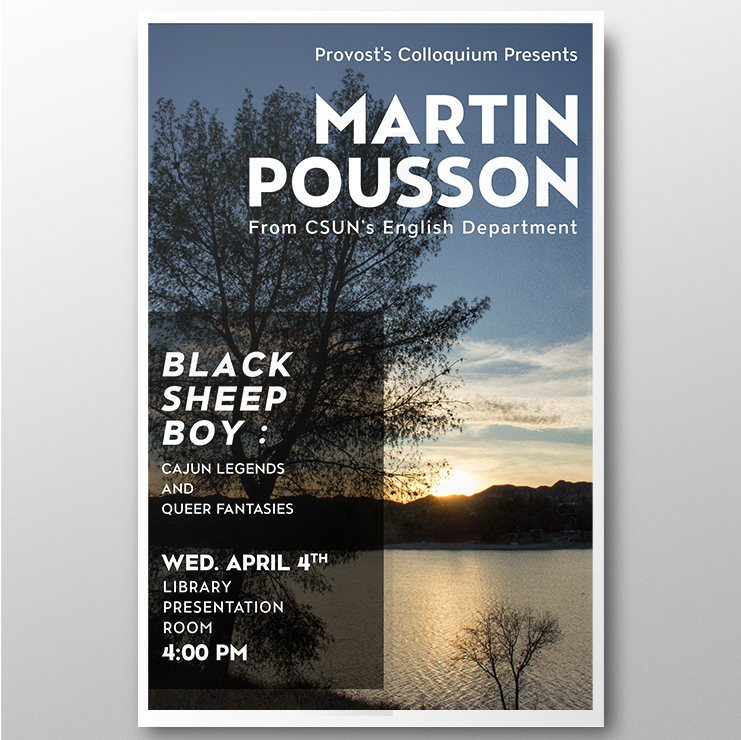 Provost's Colloquium Presents
MARTIN
POUSSON
From CSUN's English Department
BLACK
SHEEP
BOY :
CAJUN LEGENDS
AND
QUEER FANTASIES
WED. APRIL 4TH
LIBRARY
PRESENTATION
ROOM
4:00 PM